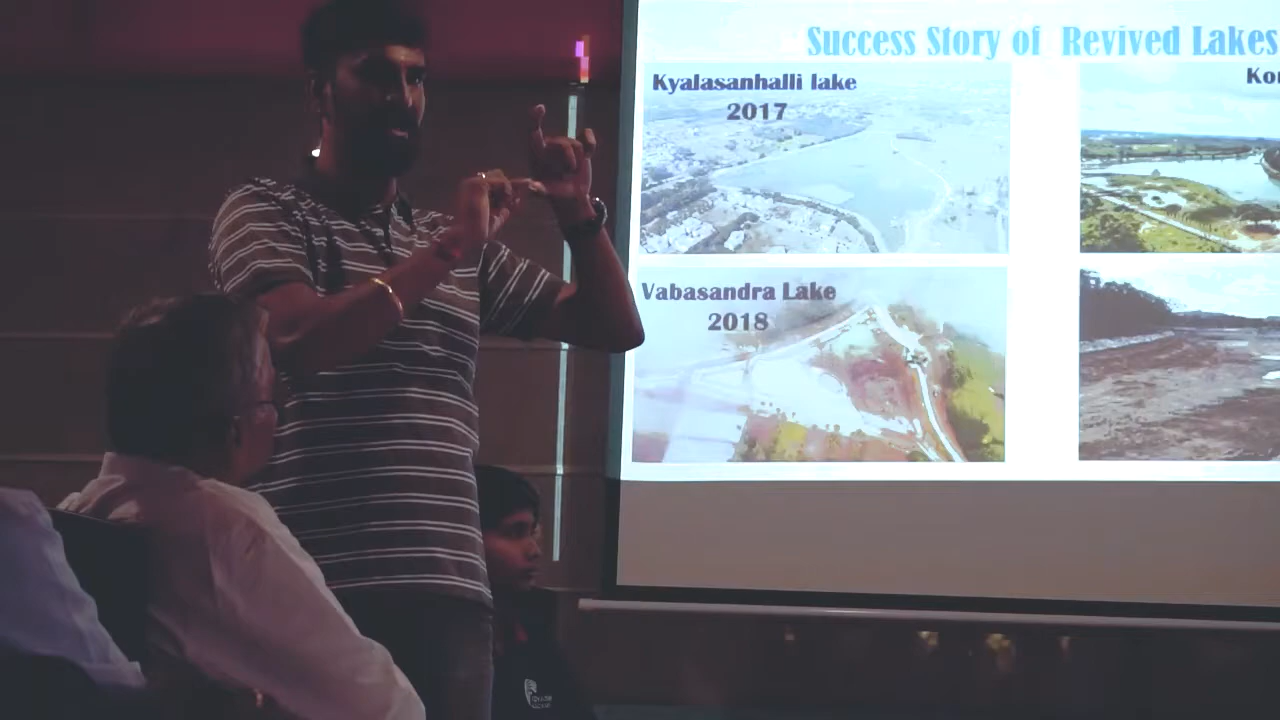 Success Story of Revived Lakes
Kyalasanhalli lake
2017
Vabasandra Lake
2018